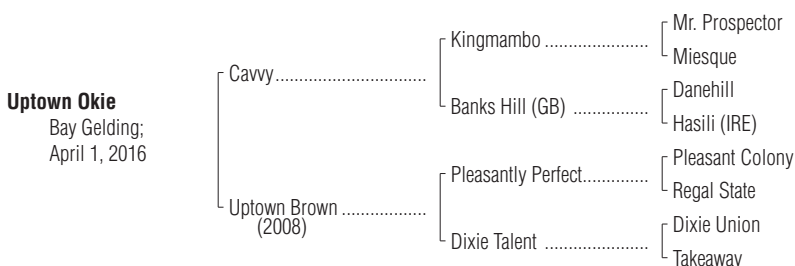 Uptown Okie
Bay Gelding;
April 1, 2016
Cavvy...............................
Uptown Brown ..................
(2008)
Kingmambo ......................
Banks Hill (GB) ................
Pleasantly Perfect..............
Dixie Talent ......................
Mr. Prospector
Miesque
Danehill
Hasili (IRE)
Pleasant Colony
Regal State
Dixie Union
Takeaway